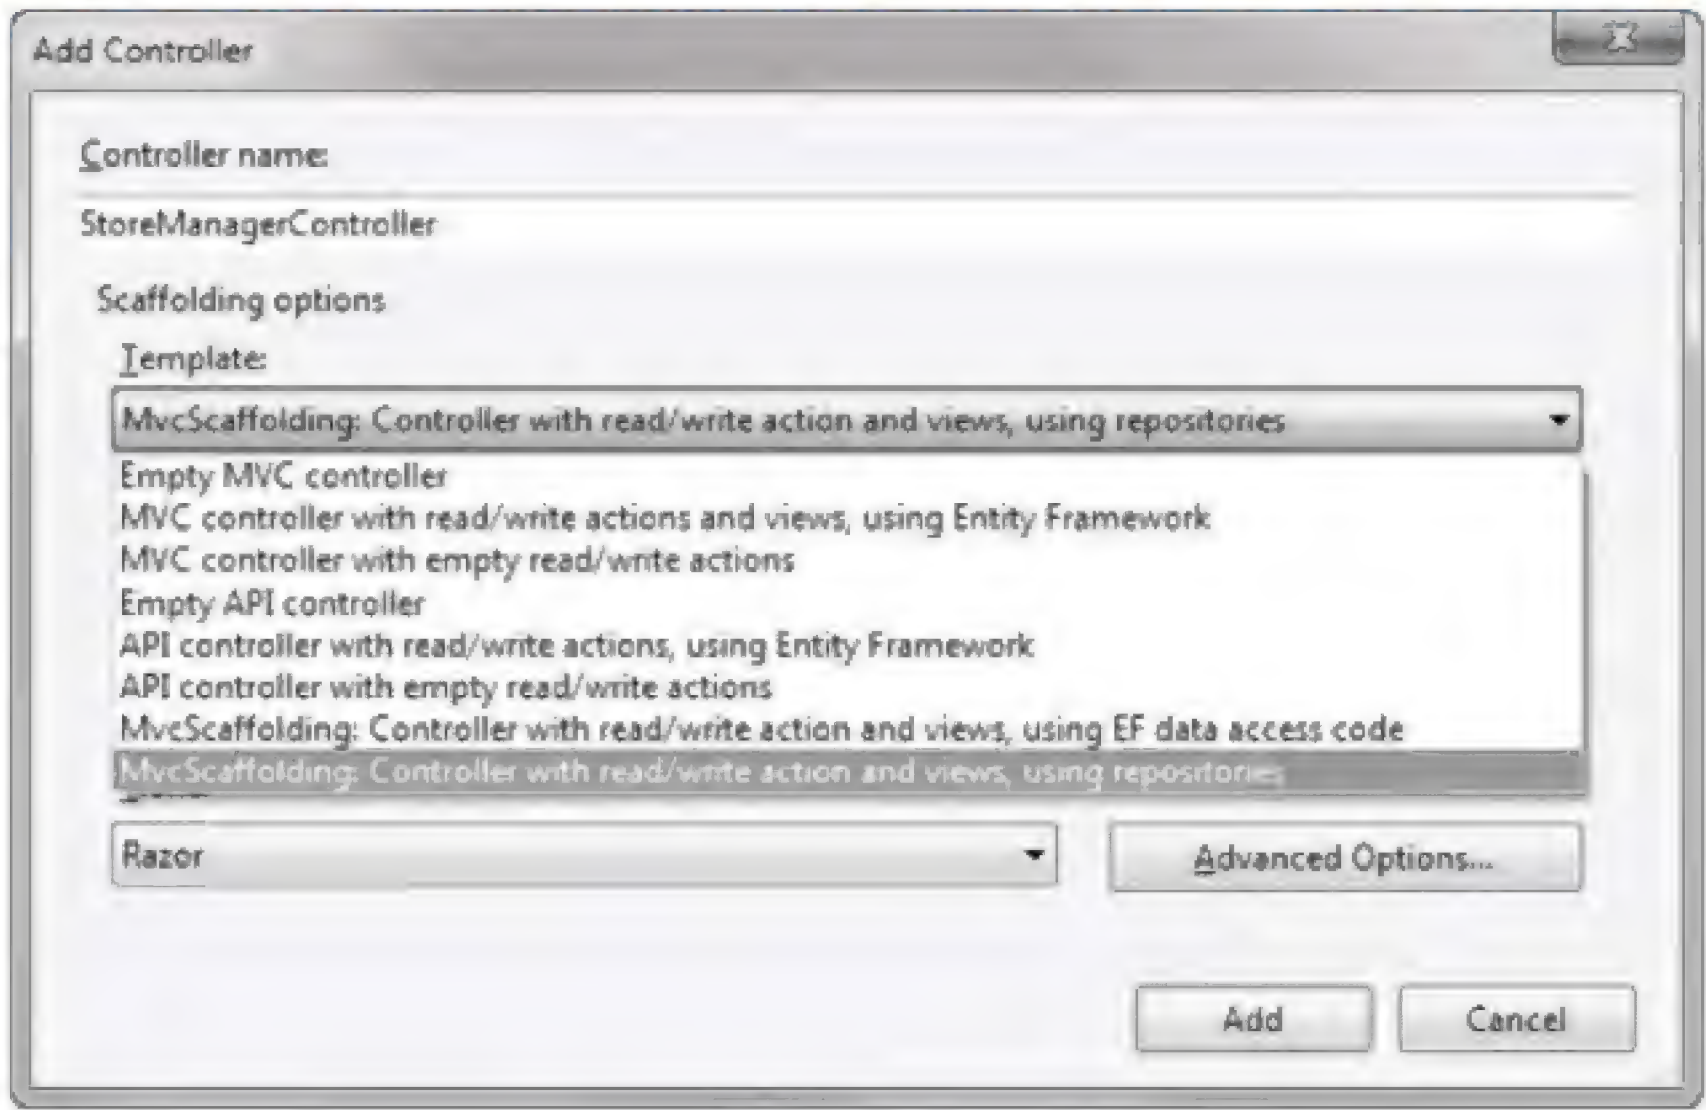 Add Controller
Controller name:
StoreManagerController
Scaffolding options
Template:
MvcScaffolding: Controller with read/write action and views, using repositories
Empty MVC controller
MVC controller with read/write actions and views, using Entity Framework
MVC controller with empty read/write actions
Empty API controller
API controller with read/write actions, using Entity Framework
API controller with empty read/write actions
MvcScaffolding: Controller with read/write action and views, using EF data access code
MvcScaffolding: Controller with read/write action and views, using repositories
Razor
Advanced Options...
Add
Cancel